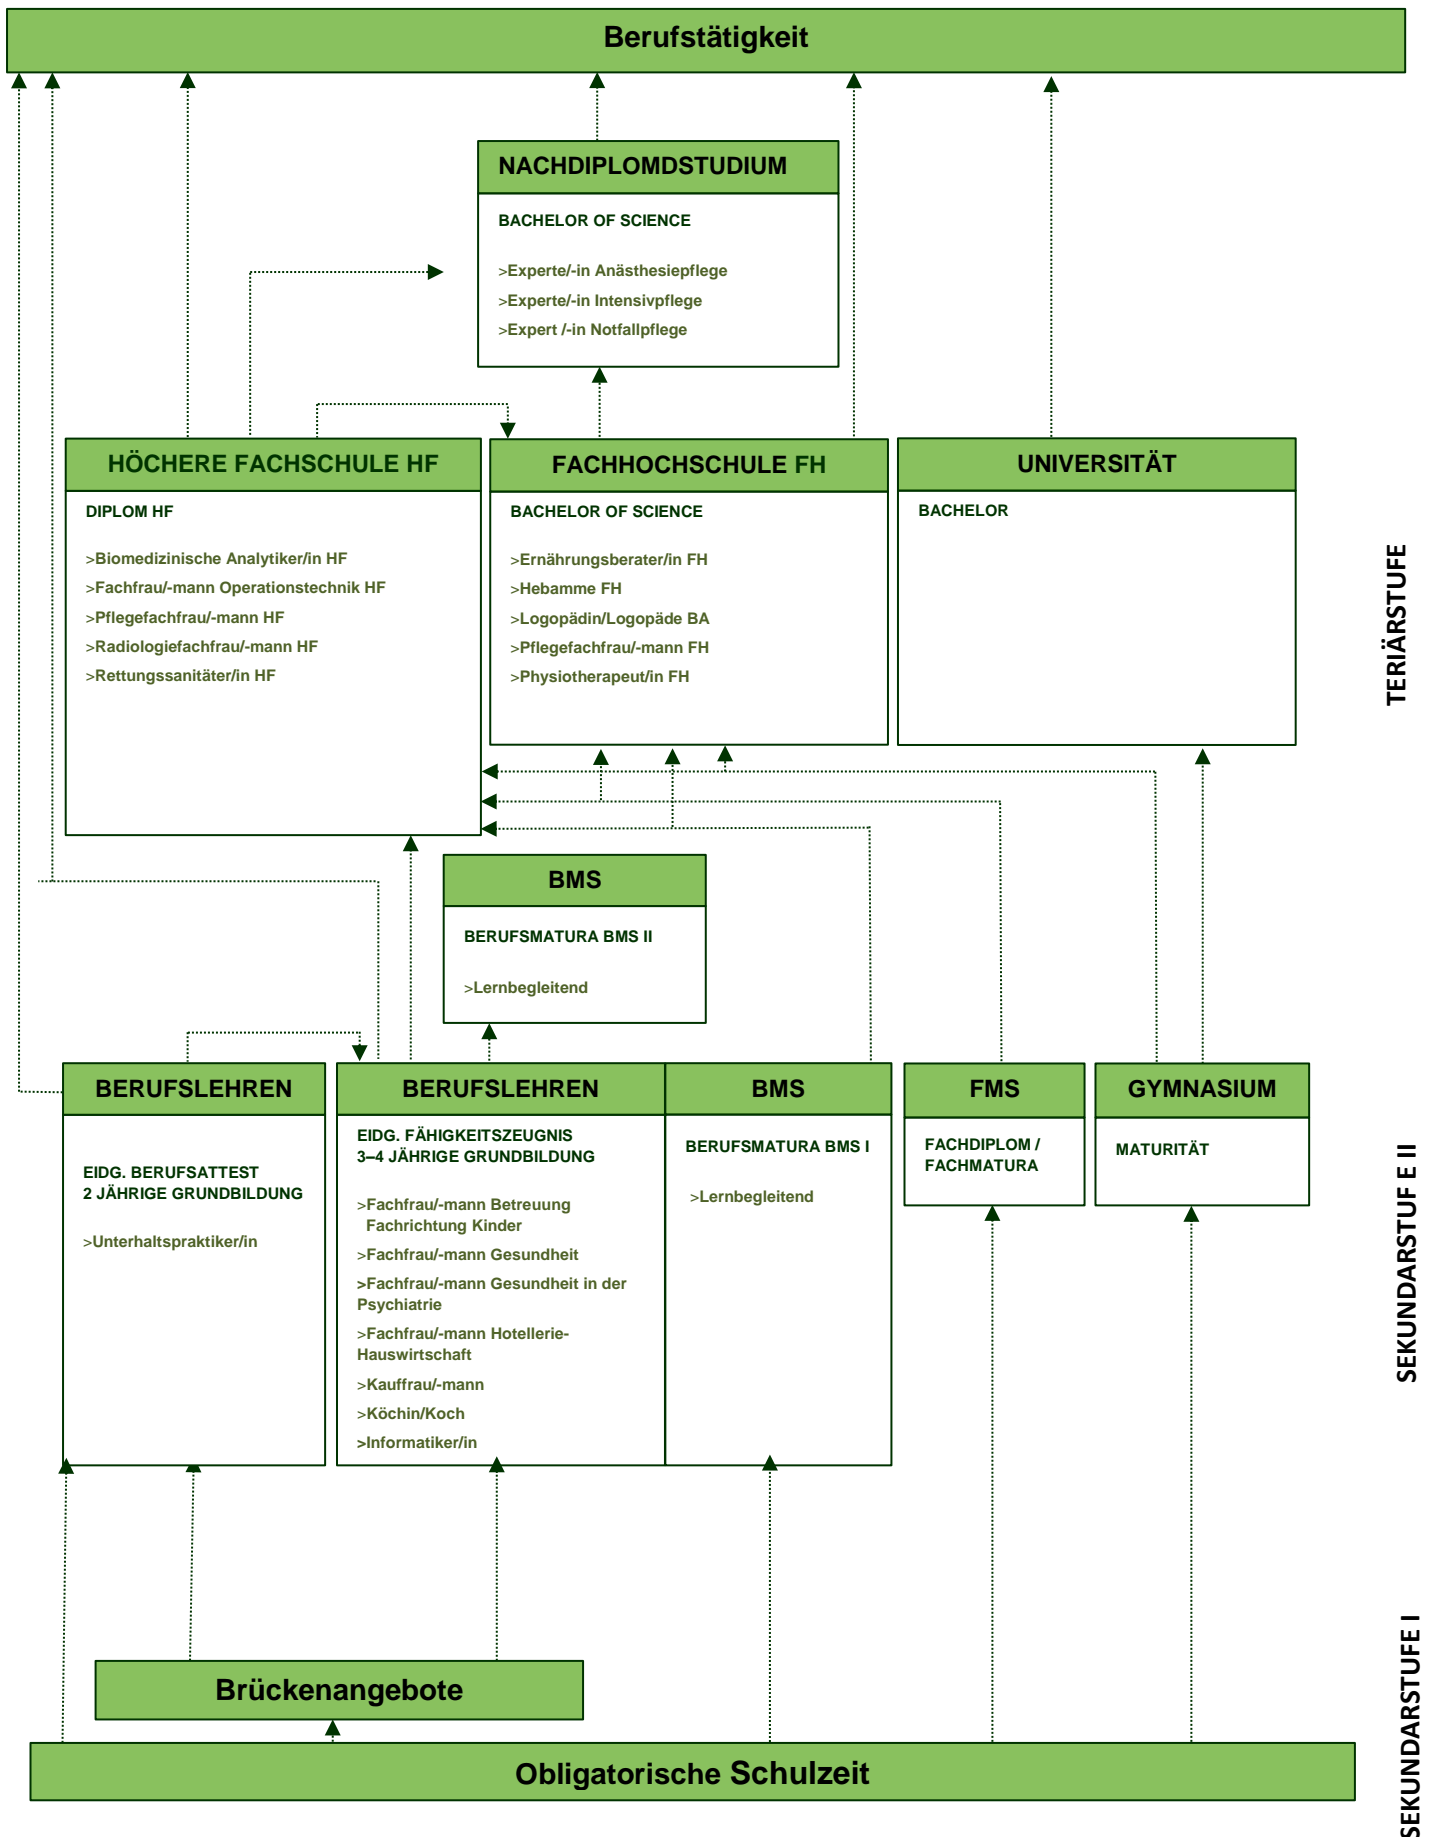 Berufstätigkeit
NACHDIPLOMDSTUDIUM
BACHELOR OF SCIENCE
>Experte/-in Anästhesiepflege
>Experte/-in Intensivpflege
>Expert /-in Notfallpflege
HÖCHERE FACHSCHULE HF
DIPLOM HF
>Biomedizinische Analytiker/in HF
>Fachfrau/-mann Operationstechnik HF
>Pflegefachfrau/-mann HF
>Radiologiefachfrau/-mann HF
>Rettungssanitäter/in HF
FACHHOCHSCHULE FH
BACHELOR OF SCIENCE
>Ernährungsberater/in FH
>Hebamme FH
>Logopädin/Logopäde BA
>Pflegefachfrau/-mann FH
>Physiotherapeut/in FH
UNIVERSITÄT
BACHELOR
TERIÄRSTUFE
BMS
BERUFSMATURA BMS II
>Lernbegleitend
BERUFSLEHREN
EIDG. BERUFSATTEST
2 JÄHRIGE GRUNDBILDUNG
>Unterhaltspraktiker/in
BERUFSLEHREN
EIDG. FÄHIGKEITSZEUGNIS
3–4 JÄHRIGE GRUNDBILDUNG
>Fachfrau/-mann Betreuung
Fachrichtung Kinder
>Fachfrau/-mann Gesundheit
>Fachfrau/-mann Gesundheit in der
Psychiatrie
>Fachfrau/-mann Hotellerie-
Hauswirtschaft
>Kauffrau/-mann
>Köchin/Koch
>Informatiker/in
BMS
BERUFSMATURA BMS I
>Lernbegleitend
FMS
FACHDIPLOM /
FACHMATURA
GYMNASIUM
MATURITÄT
SEKUNDARSTUF E II
Brückenangebote
Obligatorische Schulzeit
SEKUNDARSTUFE I